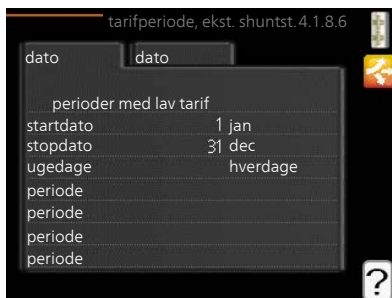 tarifperiode, ekst. shuntst. 4.1.8.6
dato dato
perioder med lav tarif
startdato 1 jan
stopdato 31 dec
ugedage hverdage
periode
periode
periode
periode
?